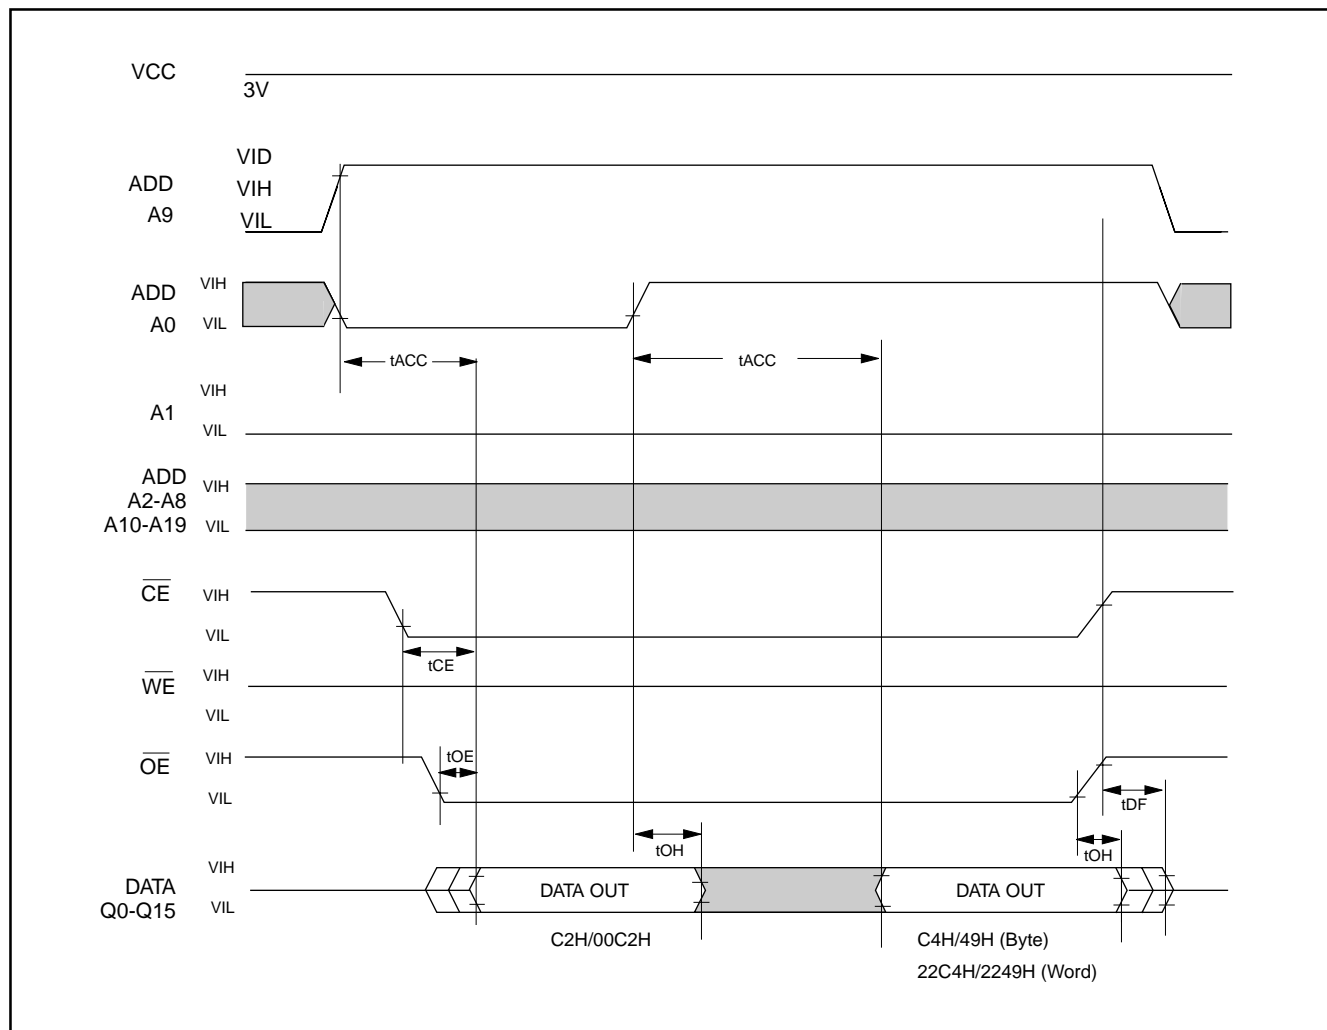 VCC
3V
VID
ADD
VIH
A9
VIL
ADD
VIH
A0
VIL
tACC
tACC
VIH
A1
VIL
ADD
VIH
A2-A8
A10-A19
VIL
CE
VIH
VIL
tCE
VIH
WE
VIL
VIH
OE
tOE
VIL
tDF
tOH
tOH
VIH
DATA
DATA OUT
DATA OUT
Q0-Q15
VIL
C2H/00C2H
C4H/49H (Byte)
22C4H/2249H (Word)